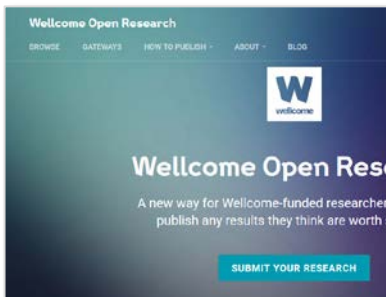 Wellcome Open Research
BROWSE GATEWAYS HOW TO PUBLISH ABOUT BLOG
W
wellcome
Wellcome Open Rese
A new way for Wellcome-funded researcher
publish any results they think are worth
SUBMIT YOUR RESEARCH